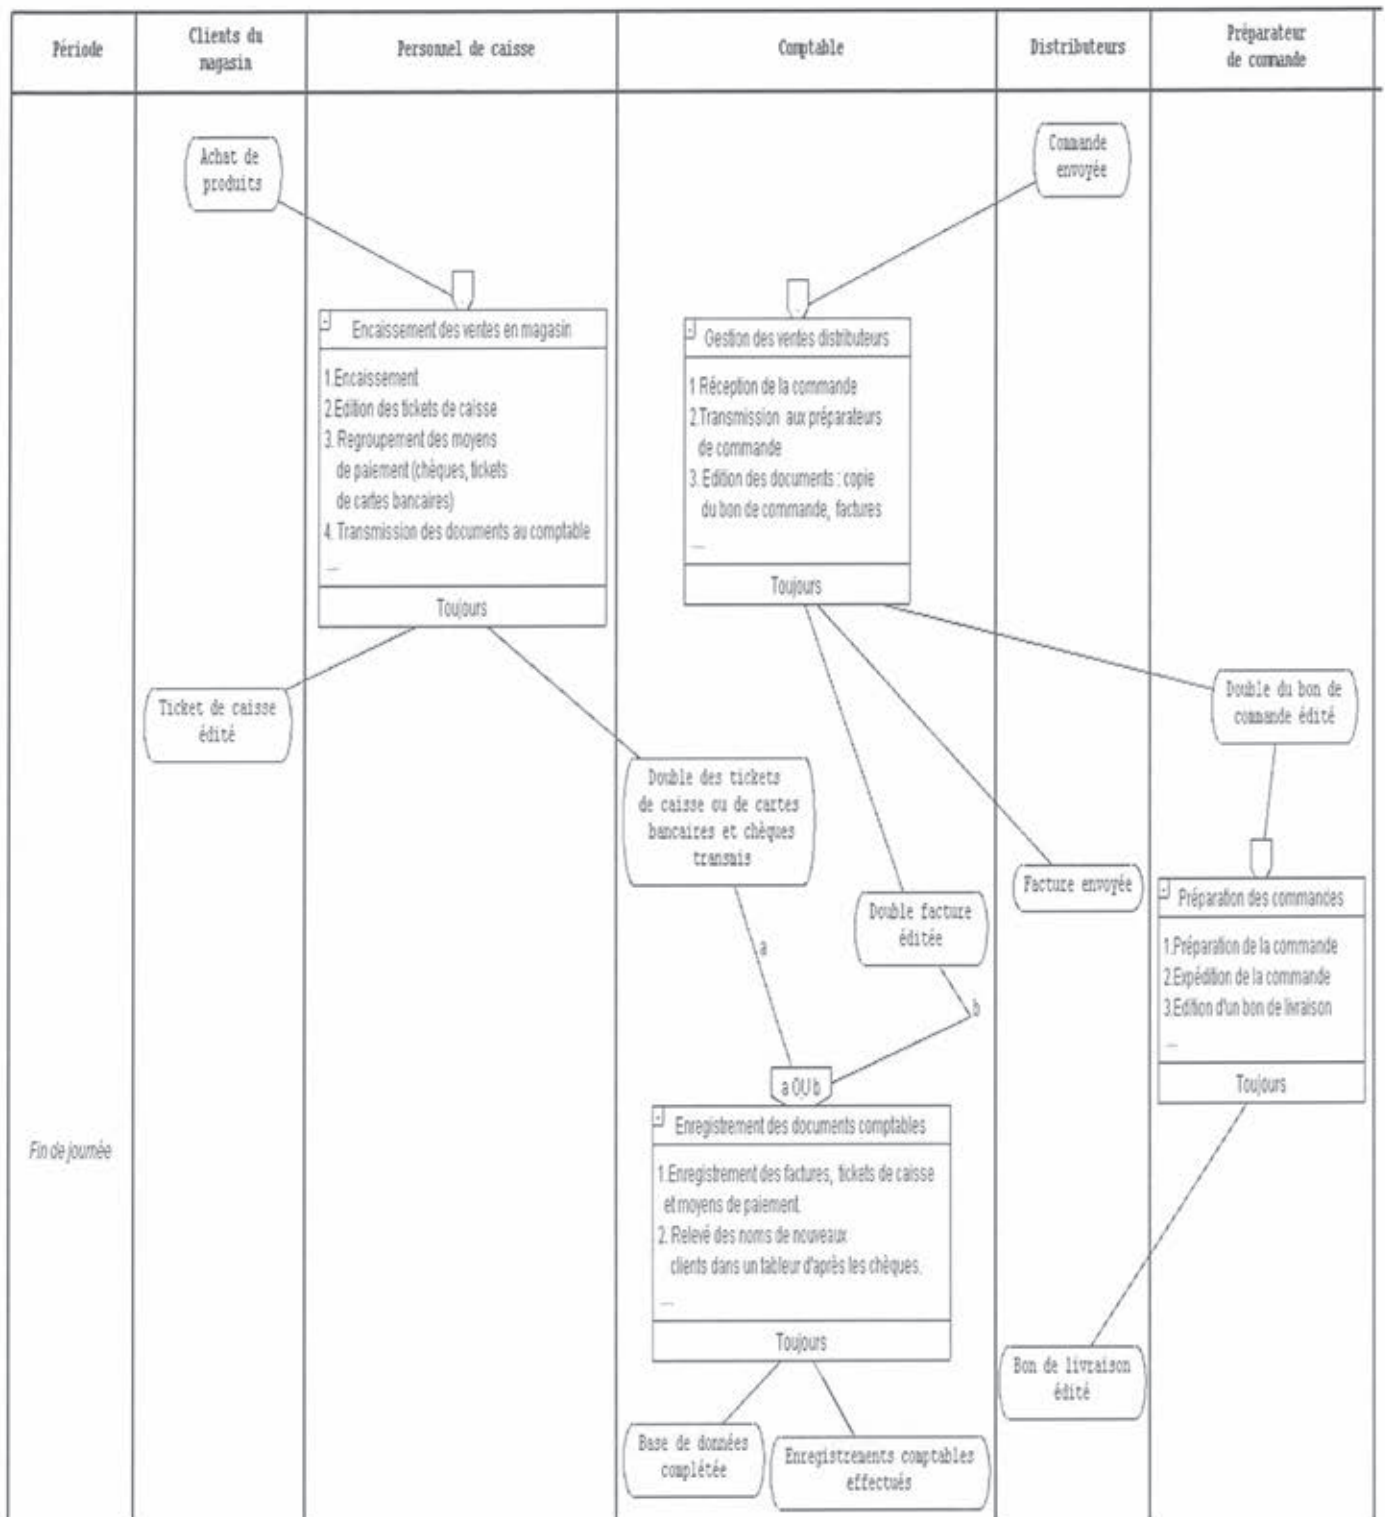 Période
Clients du
magasin
Personnel de caisse
Comptable
Distributeurs
Préparateur
de commande
Achat de
produits
Commande
envoyée
Encaissement des ventes en magasin
1.Encaissement
2.Edition des tickets de caisse
3. Regroupement des moyens
de paiement (chèques, tickets
de cartes bancaires)
4. Transmission des documents au comptable
....
Toujours
Gestion des ventes distributeurs
1 Réception de la commande
2.Transmission aux préparateurs
de commande
3. Edition des documents : copie
du bon de commande, factures
....
Toujours
Ticket de caisse
édité
Double des tickets
de caisse ou de cartes
bancaires et chèques
transmis
Double du bon de
commande édité
Facture envoyée
Double facture
éditée
Préparation des commandes
1.Préparation de la commande
2.Expédition de la commande
3.Edition d'un bon de livraison
....
Toujours
a
b
a OU b
Fin de journée
Enregistrement des documents comptables
1.Enregistrement des factures, tickets de caisse
et moyens de paiement.
2. Relevé des noms de nouveaux
clients dans un tableur d'après les chèques.
....
Toujours
Bon de livraison
édité
Base de données
complétée
Enregistrements comptables
effectués